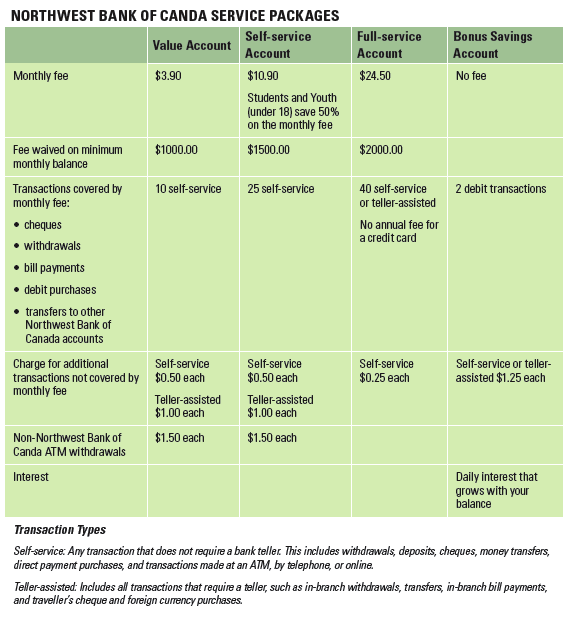 NORTHWEST BANK OF CANDA SERVICE PACKAGES
Value Account
Self-service
Account
Full-service
Account
Bonus Savings
Account
Monthly fee
$3.90
$10.90
Students and Youth
(under 18) save 50%
on the monthly fee
$24.50
No fee
Fee waived on minimum
monthly balance
$1000.00
$1500.00
$2000.00
Transactions covered by
monthly fee:
• cheques
• withdrawals
• bill payments
• debit purchases
• transfers to other
Northwest Bank of
Canada accounts
10 self-service
25 self-service
40 self-service
or teller-assisted
No annual fee for
a credit card
2 debit transactions
Charge for additional
transactions not covered by
monthly fee
Self-service
$0.50 each
Teller-assisted
$1.00 each
Self-service
$0.50 each
Teller-assisted
$1.00 each
Self-service
$0.25 each
Self-service or teller-
assisted $1.25 each
Non-Northwest Bank of
Canda ATM withdrawals
$1.50 each
$1.50 each
Interest
Daily interest that
grows with your
balance
Transaction Types
Self-service: Any transaction that does not require a bank teller. This includes withdrawals, deposits, cheques, money transfers,
direct payment purchases, and transactions made at an ATM, by telephone, or online.
Teller-assisted: Includes all transactions that require a teller, such as in-branch withdrawals, transfers, in-branch bill payments,
and traveller's cheque and foreign currency purchases.